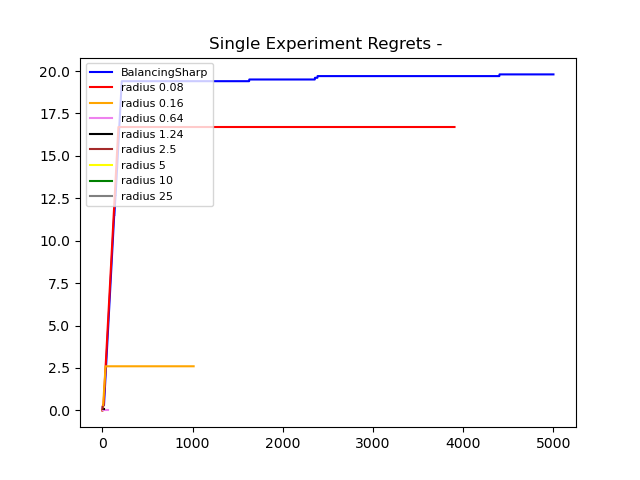 Single Experiment Regrets -
20.0
17.5
15.0
12.5
10.0
7.5
5.0
2.5
0.0
BalancingSharp
radius 0.08
radius 0.16
radius 0.64
radius 1.24
radius 2.5
radius 5
radius 10
radius 25
0 1000 2000 3000 4000 5000